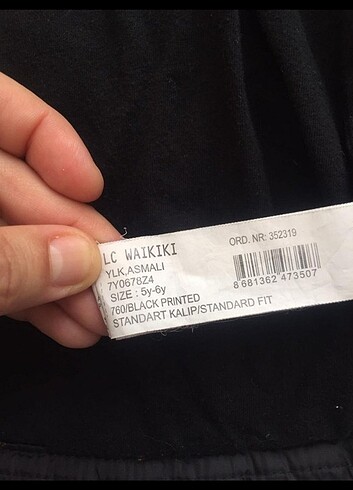 LC WAIKIKI
ORD. NR: 352319
YLK,ASMALI
7Y0678Z4
SIZE : 5y-6y
8 681362 473507
760/BLACK PRINTED
STANDART KALIP/STANDARD FIT